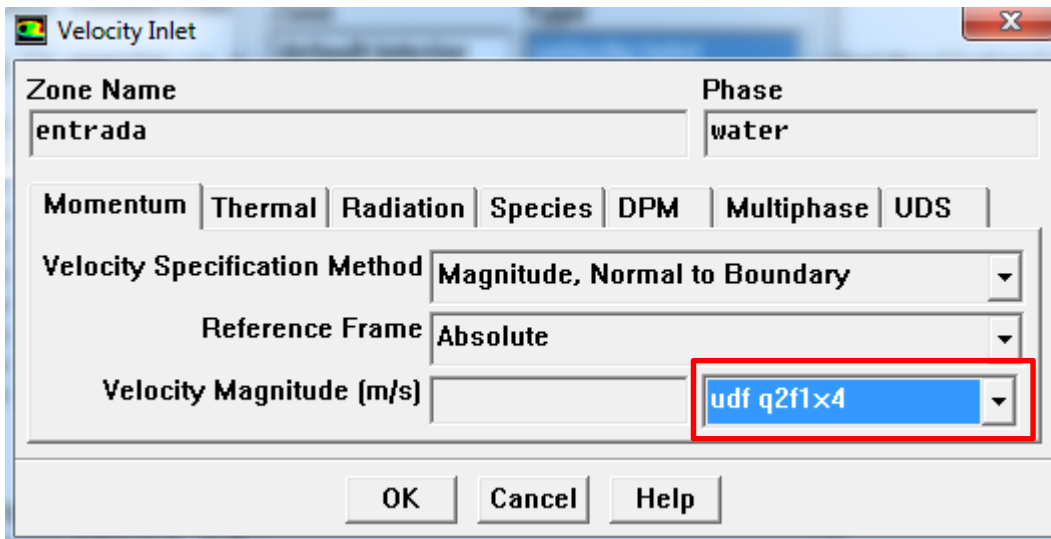 Velocity Inlet
Zone Name Phase
entrada water
Momentum Thermal Radiation Species DPM Multiphase UDS
Velocity Specification Method Magnitude, Normal to Boundary
Reference Frame Absolute
Velocity Magnitude (m/s) udf q2f1x4
OK Cancel Help